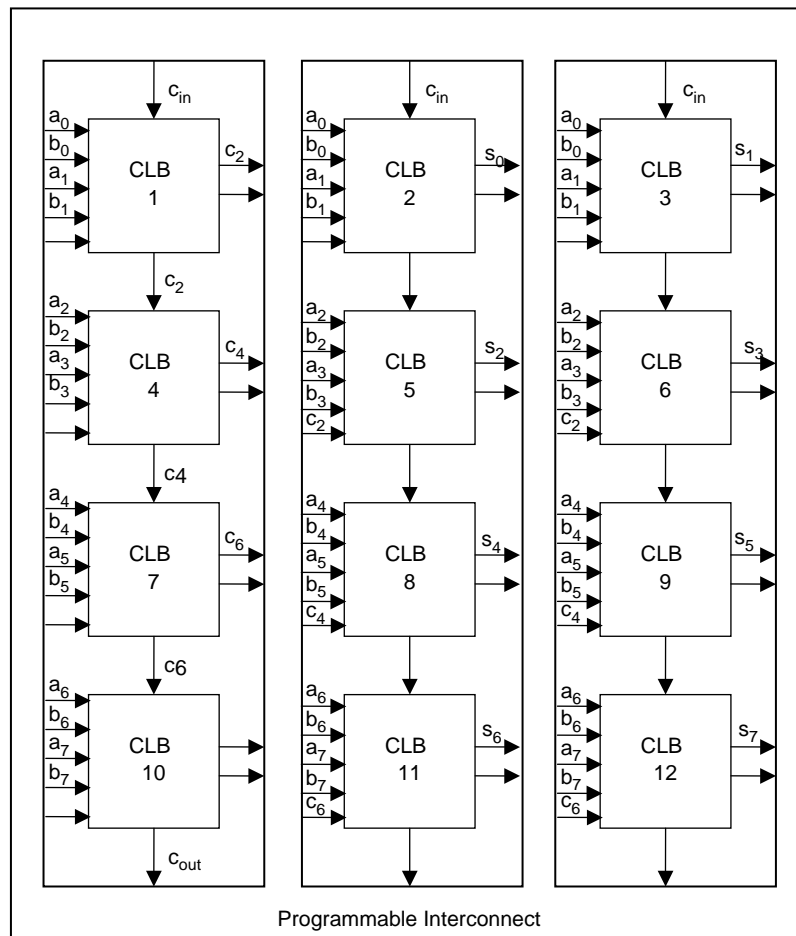 c_in c_in c_in
a_0 a_0 a_0
b_0 c_2 b_0 s_0 b_0 s_1
a_1 CLB a_1 CLB a_1 CLB
b_1 1 b_1 2 b_1 3
c_2
a_2 a_2 a_2
b_2 c_4 b_2 s_2 b_2 s_3
a_3 CLB a_3 CLB a_3 CLB
b_3 4 b_3 5 b_3 6
c_2 c_2
c4
a_4 a_4 a_4
b_4 c_6 b_4 s_4 b_4 s_5
a_5 CLB a_5 CLB a_5 CLB
b_5 7 b_5 8 b_5 9
c_4 c_4
c6
a_6 a_6 a_6
b_6 b_6 s_6 b_6 s_7
a_7 CLB a_7 CLB a_7 CLB
b_7 10 b_7 11 b_7 12
c_6 c_6
c_out
Programmable Interconnect